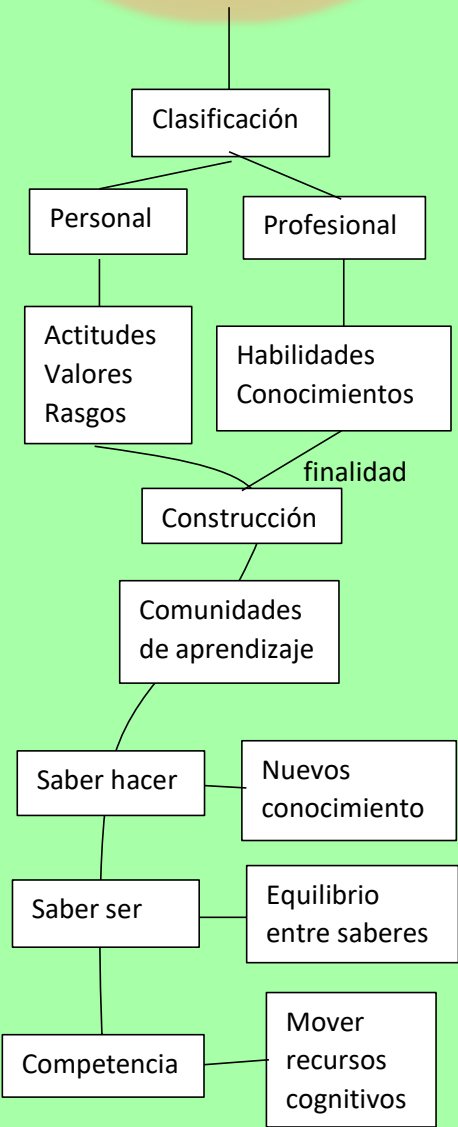 Clasificación
Personal
Profesional
Actitudes
Valores
Rasgos
Habilidades
Conocimientos
finalidad
Construcción
Comunidades
de aprendizaje
Saber hacer
Nuevos
conocimiento
Saber ser
Equilibrio
entre saberes
Competencia
Mover
recursos
cognitivos